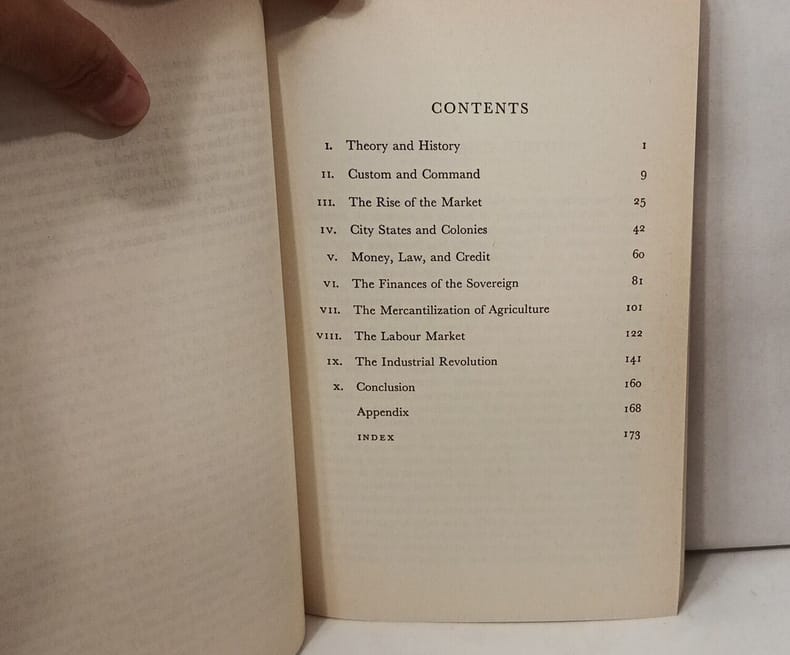 CONTENTS
I. Theory and History 1
II. Custom and Command 9
III. The Rise of the Market 25
IV. City States and Colonies 42
V. Money, Law, and Credit 60
VI. The Finances of the Sovereign 81
VII. The Mercantilization of Agriculture 101
VIII. The Labour Market 122
IX. The Industrial Revolution 141
X. Conclusion 160
Appendix 168
INDEX 173